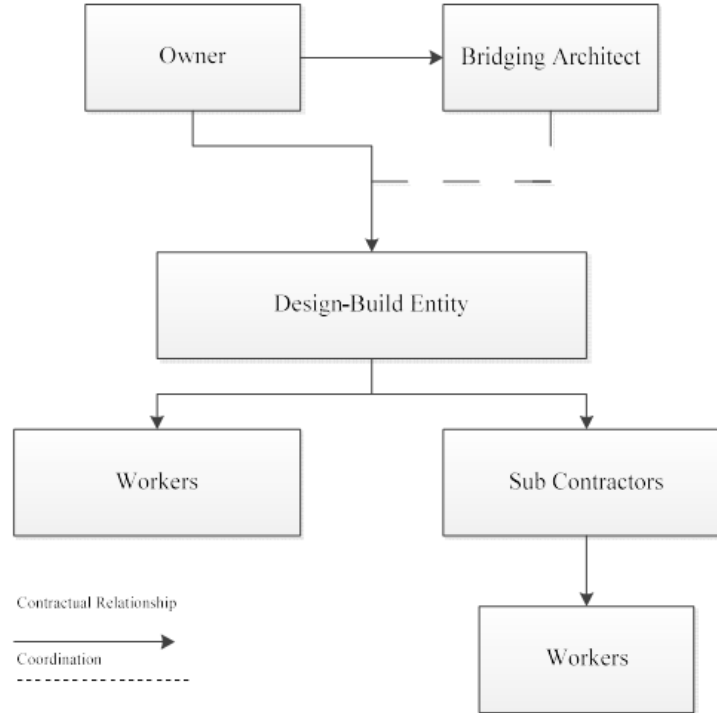 Owner
Bridging Architect
Design-Build Entity
Workers
Sub Contractors
Contractual Relationship
Coordination
Workers